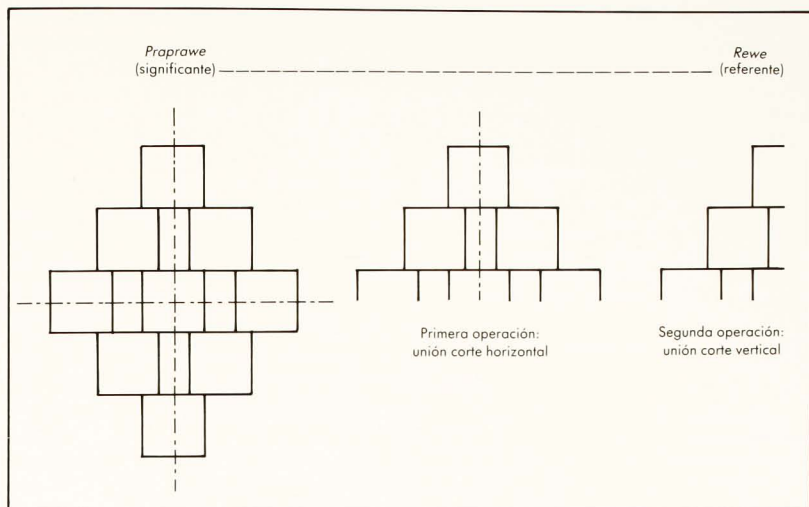 Praprawe
(significante)
Rewe
(referente)
Primera operación:
unión corte horizontal
Segunda operación:
unión corte vertical